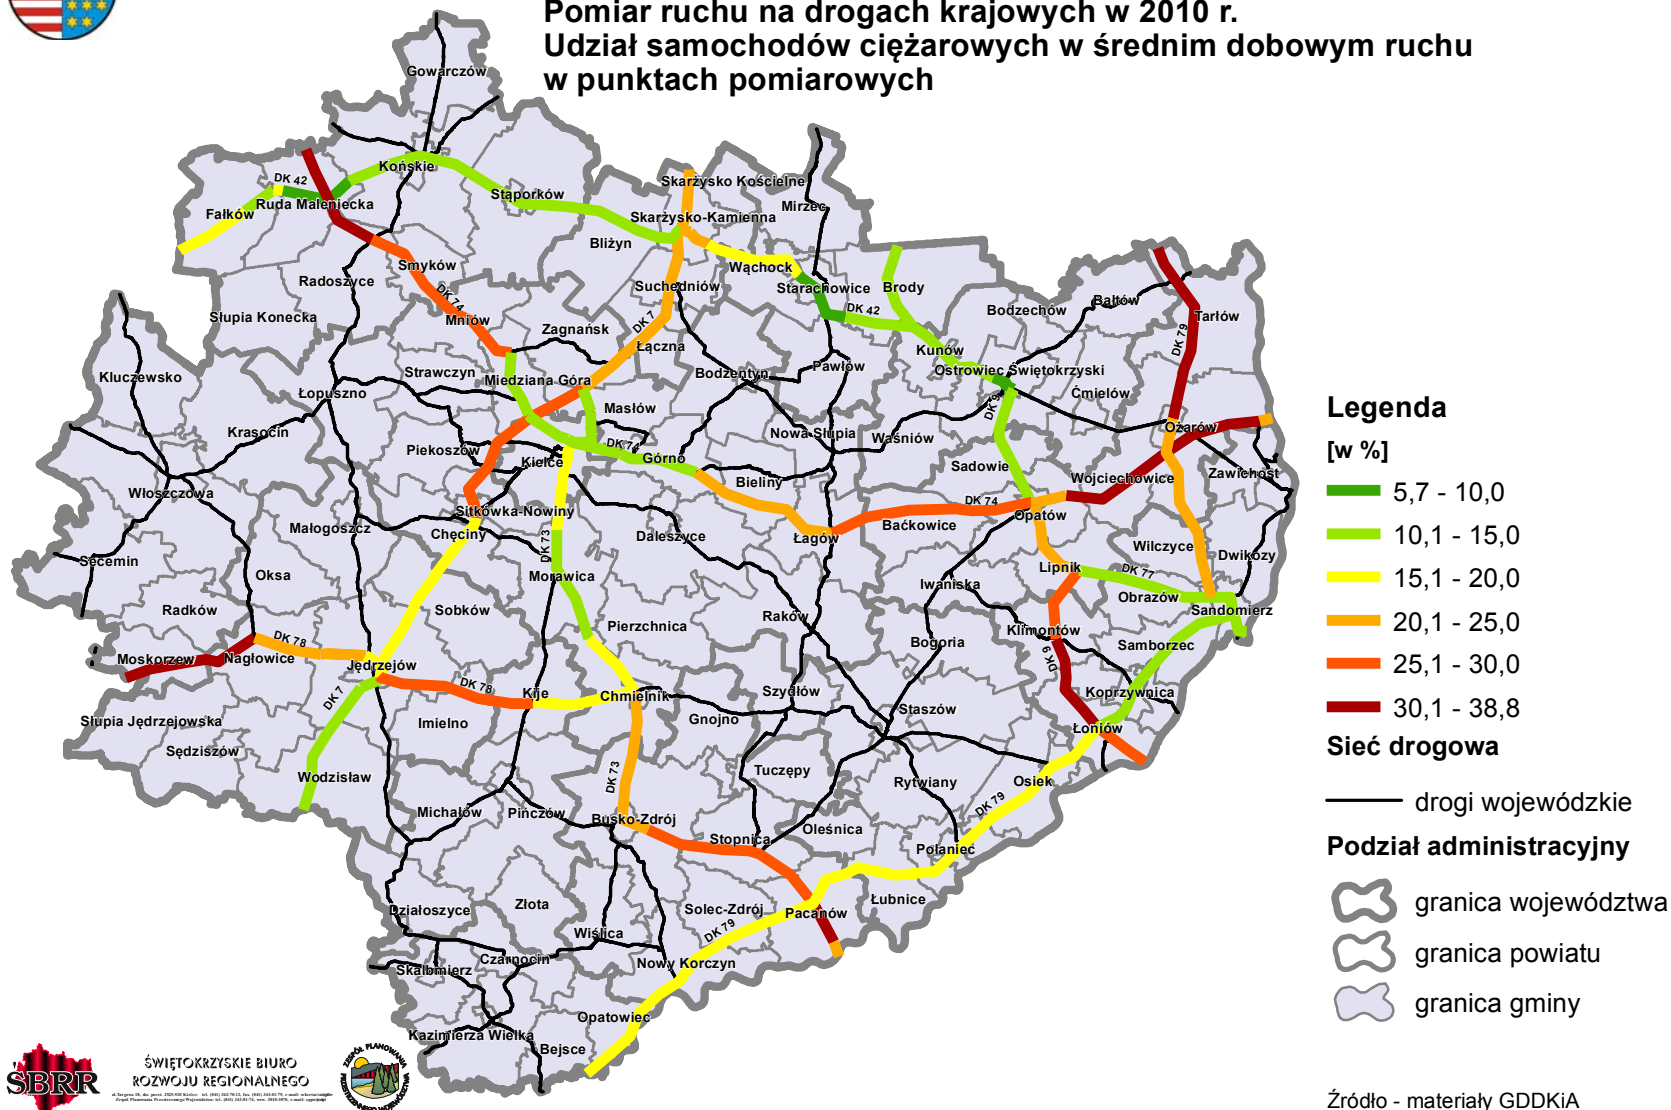 Pomiar ruchu na drogach krajowych w 2010 r.
Udział samochodów ciężarowych w średnim dobowym ruchu
w punktach pomiarowych
Gowarczów
Końskie
DK 42
Ruda Maleniecka
Fałków
Stąporków
Skarżysko Kościelne
Skarżysko-Kamienna
Mirzec
Bliżyn
Smyków
Radoszyce
DK 74
Mniów
Słupia Konecka
Wąchock
Suchedniów
Starachowice
Brody
DK 42
Bodzechów
Bałtów
Tarłów
DK 79
Zagnańsk
DK 7
Łączna
Kunów
Ostrowiec Świętokrzyski
Kluczewsko
Strawczyn
Miedziana Góra
Bodzentyn
Pawłów
Ćmielów
Łopuszno
Masłów
DK 9
Krasocin
Piekoszów
Kielce
DK 74
Górno
Nowa Słupia
Waśniów
Ożarów
Sadowie
Wojciechowice
Zawichost
Bieliny
Włoszczowa
Sitkówka-Nowiny
Małogoszcz
Chęciny
DK 73
Daleszyce
Łagów
Baćkowice
DK 74
Opatów
Wilczyce
Dwikozy
Secemin
Oksa
Morawica
Lipnik
DK 77
Iwaniska
Obrazów
Sandomierz
Radków
Sobków
Pierzchnica
Raków
Bogoria
Klimontów
DK 9
Samborzec
Moskorzew
Nagłowice
DK 78
Jędrzejów
DK 78
Kije
Chmielnik
Szydłów
Koprzywnica
DK 7
Słupia Jędrzejowska
Imielno
Gnojno
Staszów
Łoniów
Sędziszów
Wodzisław
DK 73
Tuczępy
Rytwiany
Osiek
DK 79
Michałów
Pińczów
Busko-Zdrój
Stopnica
Oleśnica
Połaniec
Działoszyce
Złota
Solec-Zdrój
Pacanów
Łubnice
DK 79
Wiślica
Skalbmierz
Czarnocin
Nowy Korczyn
Opatowiec
Kazimierza Wielka
Bejsce
Legenda
[w %]
5,7 - 10,0
10,1 - 15,0
15,1 - 20,0
20,1 - 25,0
25,1 - 30,0
30,1 - 38,8
Sieć drogowa
drogi wojewódzkie
Podział administracyjny
granica województwa
granica powiatu
granica gminy
Źródło - materiały GDDKiA
ŚBRR
ŚWIĘTOKRZYSKIE BIURO
ROZWOJU REGIONALNEGO
ZESPÓŁ PLANOWANIA
PRZESTRZENNEGO WOJEWÓDZTWA